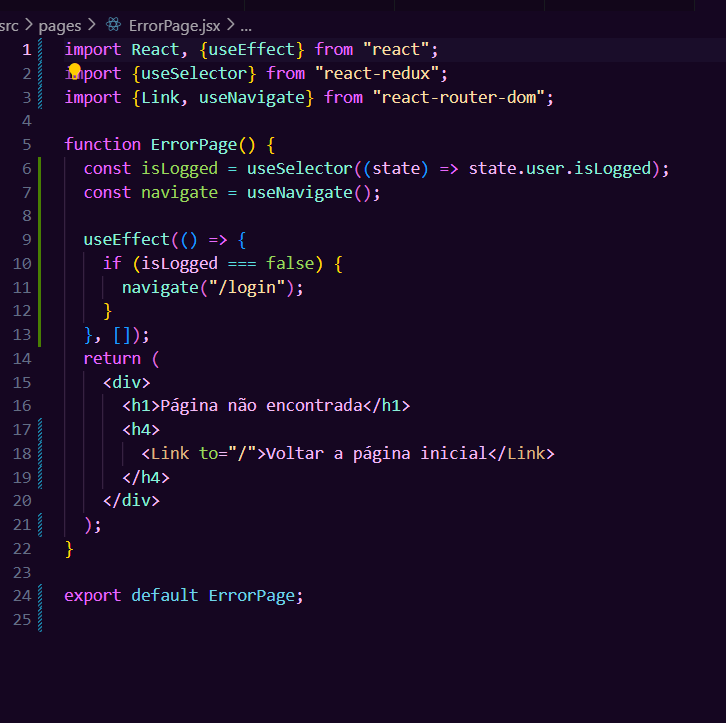 src > pages > ErrorPage.jsx > ...
1 import React, {useEffect} from "react";
2 import {useSelector} from "react-redux";
3 import {Link, useNavigate} from "react-router-dom";
4
5 function ErrorPage() {
6 const isLogged = useSelector((state) => state.user.isLogged);
7 const navigate = useNavigate();
8
9 useEffect(() => {
10 if (isLogged === false) {
11 navigate("/login");
12 }
13 }, []);
14 return (
15 <div>
16 <h1>Página não encontrada</h1>
17 <h4>
18 <Link to="/">Voltar a página inicial</Link>
19 </h4>
20 </div>
21 );
22 }
23
24 export default ErrorPage;
25